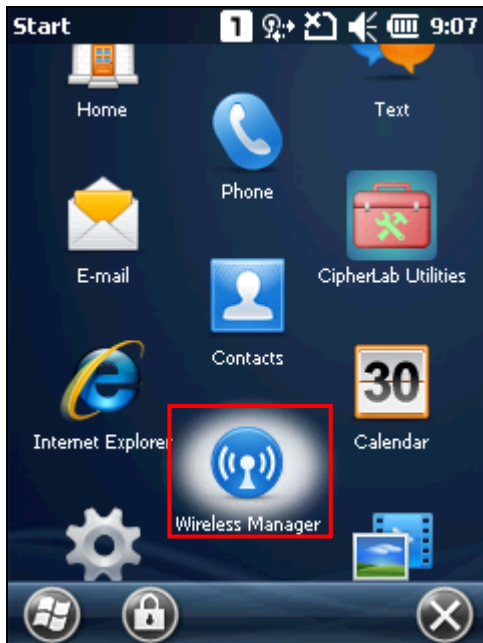 Start 1 9:07
Home
Text
Phone
E-mail
CipherLab Utilities
Contacts
30
Internet Explorer
Calendar
Wireless Manager